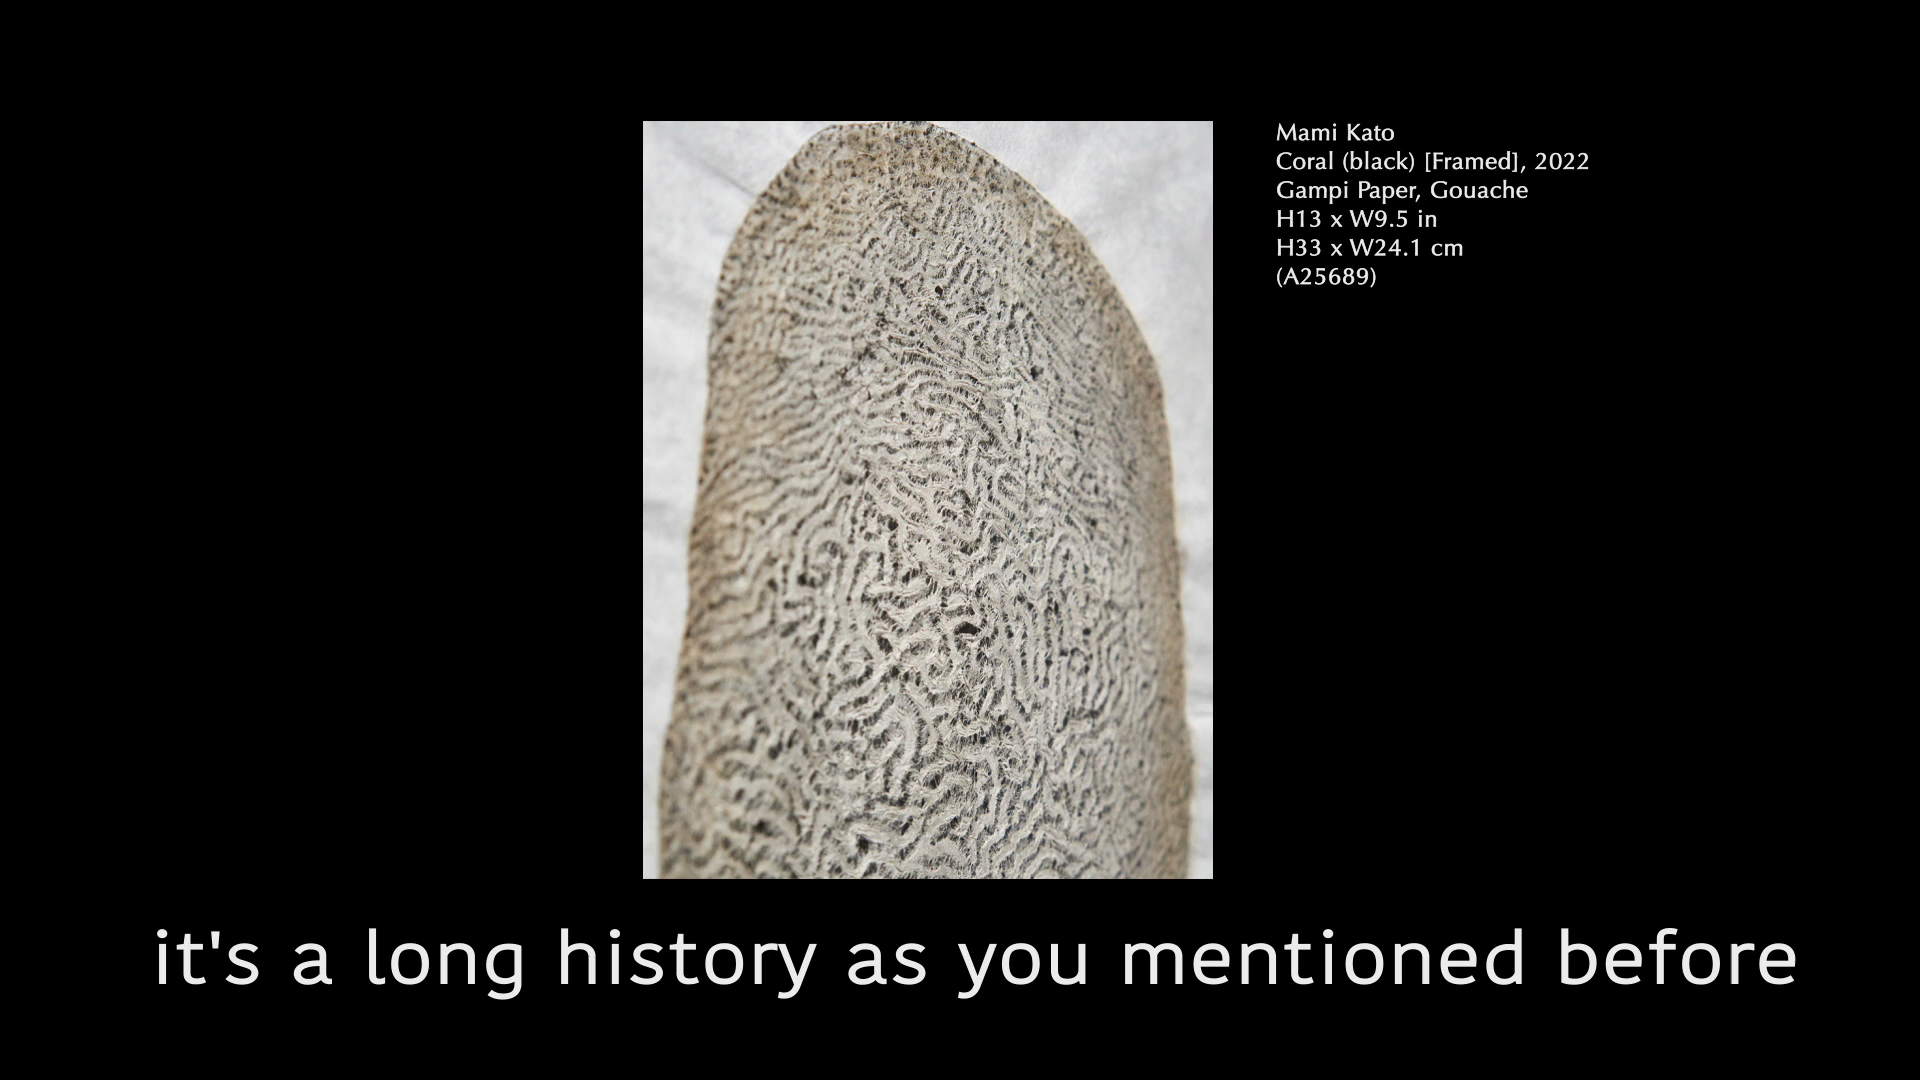 Mami Kato
Coral (black) [Framed], 2022
Gampi Paper, Gouache
H13 x W9.5 in
H33 x W24.1 cm
(A25689)
it's a long history as you mentioned before